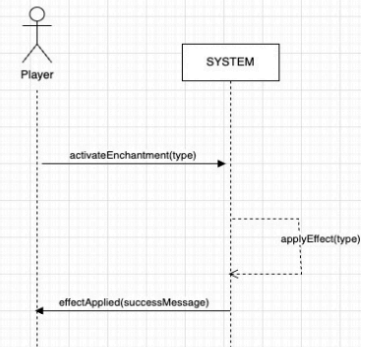 SYSTEM
Player
activateEnchantment(type)
applyEffect(type)
effectApplied(successMessage)